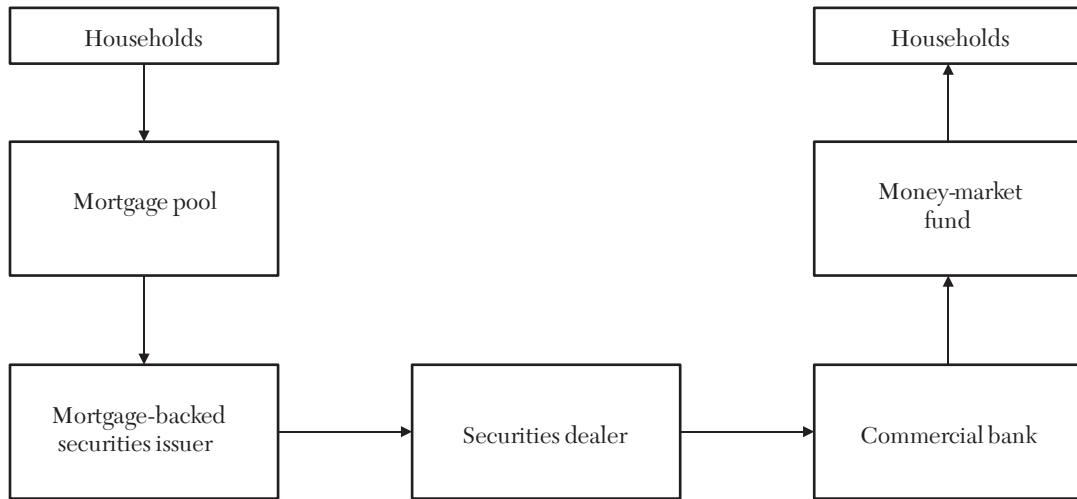 Households
Households
Mortgage pool
Money-market
fund
Mortgage-backed
securities issuer
Securities dealer
Commercial bank